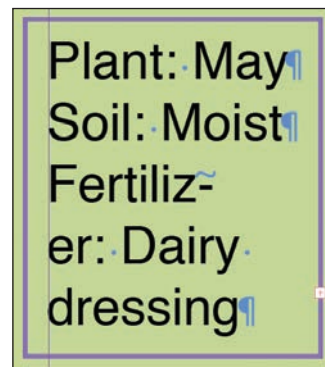 Plant: May¶
Soil: Moist¶
Fertiliz-
er: Dairy
dressing¶